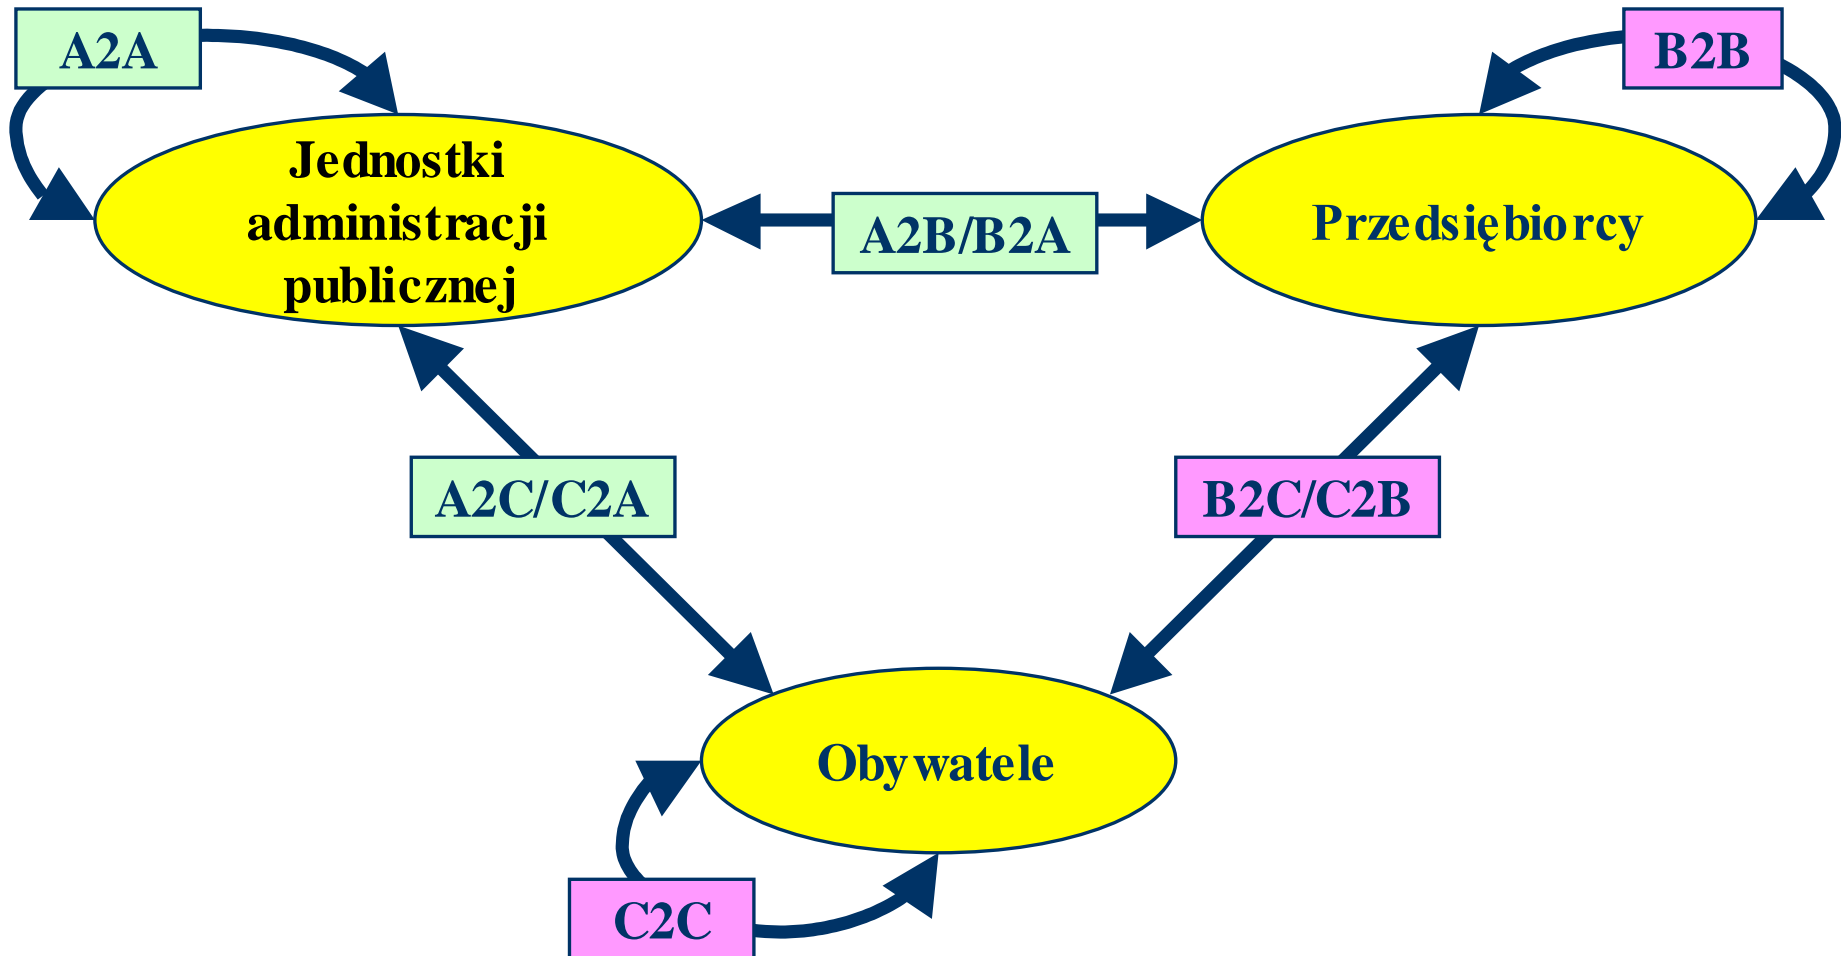 A2A
B2B
Jednostki
administracji
publicznej
A2B/B2A
Przedsiębiorcy
A2C/C2A
B2C/C2B
Obywatele
C2C